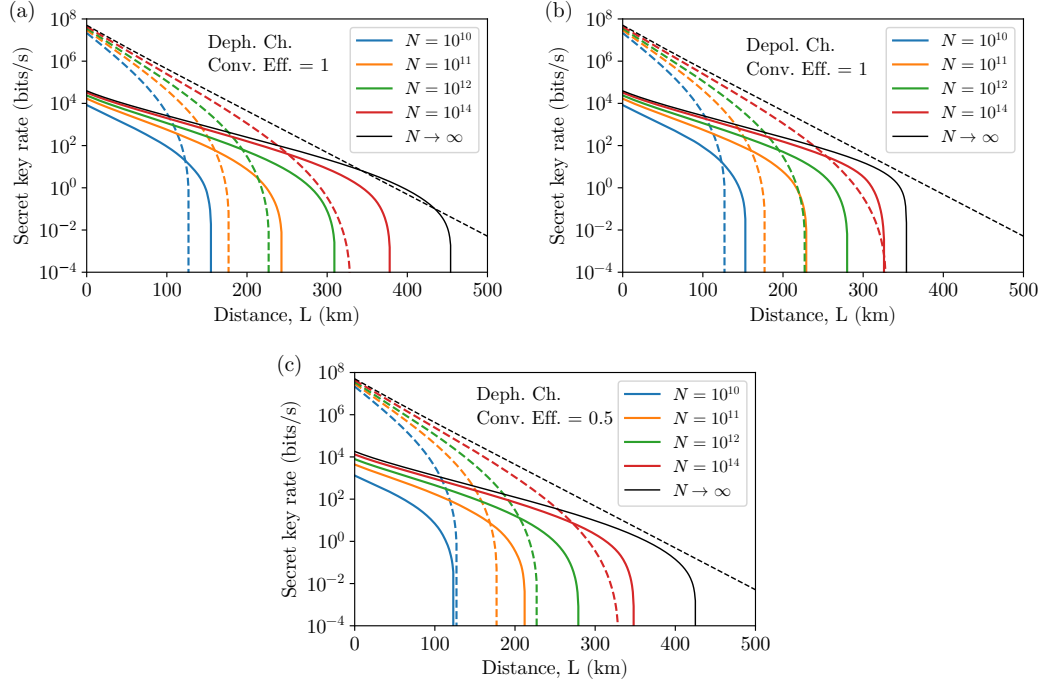 (a)
Deph. Ch.
Conv. Eff. = 1
N = 10^10
N = 10^11
N = 10^12
N = 10^14
N → ∞
Secret key rate (bits/s)
10^8
10^6
10^4
10^2
10^0
10^−2
10^−4
0 100 200 300 400 500
Distance, L (km)
(b)
Depol. Ch.
Conv. Eff. = 1
N = 10^10
N = 10^11
N = 10^12
N = 10^14
N → ∞
Secret key rate (bits/s)
10^8
10^6
10^4
10^2
10^0
10^−2
10^−4
0 100 200 300 400 500
Distance, L (km)
(c)
Deph. Ch.
Conv. Eff. = 0.5
N = 10^10
N = 10^11
N = 10^12
N = 10^14
N → ∞
Secret key rate (bits/s)
10^8
10^6
10^4
10^2
10^0
10^−2
10^−4
0 100 200 300 400 500
Distance, L (km)